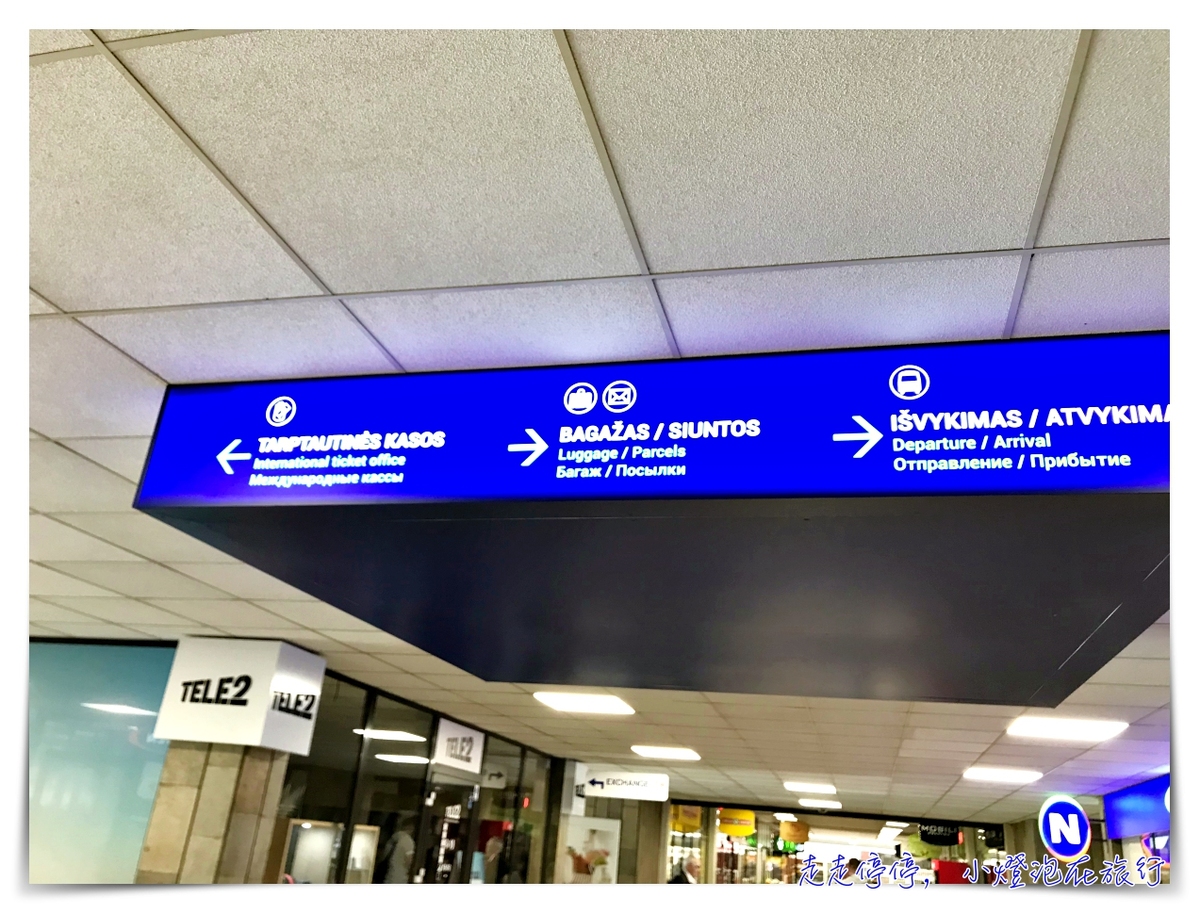 TARPTAUTINĖS KASOS
International ticket office
Международные кассы
BAGAŽAS / SIUNTOS
Luggage / Parcels
Багаж / Посылки
IŠVYKIMAS / ATVYKIMA
Departure / Arrival
Отправление / Прибытие
TELE2
TELE2
TELE2
EXCHANGE
MOBILI
N
走走停停, 小燈泡在旅行